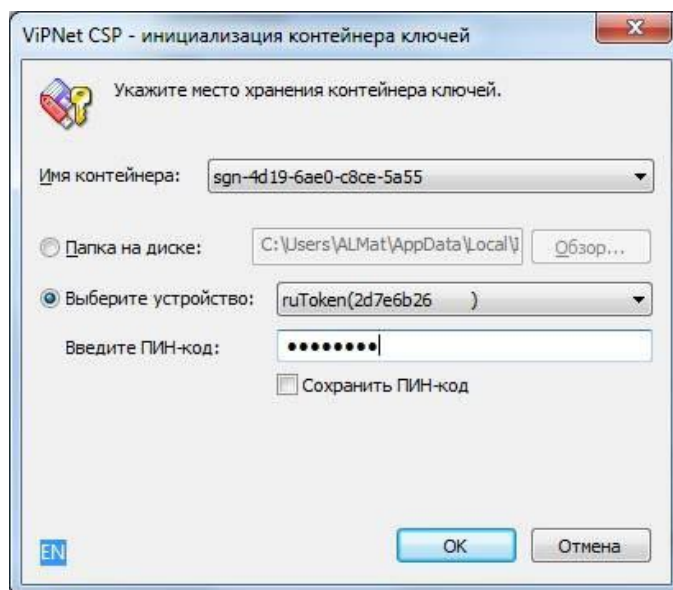 ViPNet CSP - инициализация контейнера ключей
Укажите место хранения контейнера ключей.
Имя контейнера: sgn-4d19-6ae0-c8ce-5a55
Папка на диске: C:\Users\ALMat\AppData\Local\ Обзор...
Выберите устройство: ruToken(2d7e6b26 )
Введите ПИН-код: ●●●●●●●●
Сохранить ПИН-код
EN OK Отмена